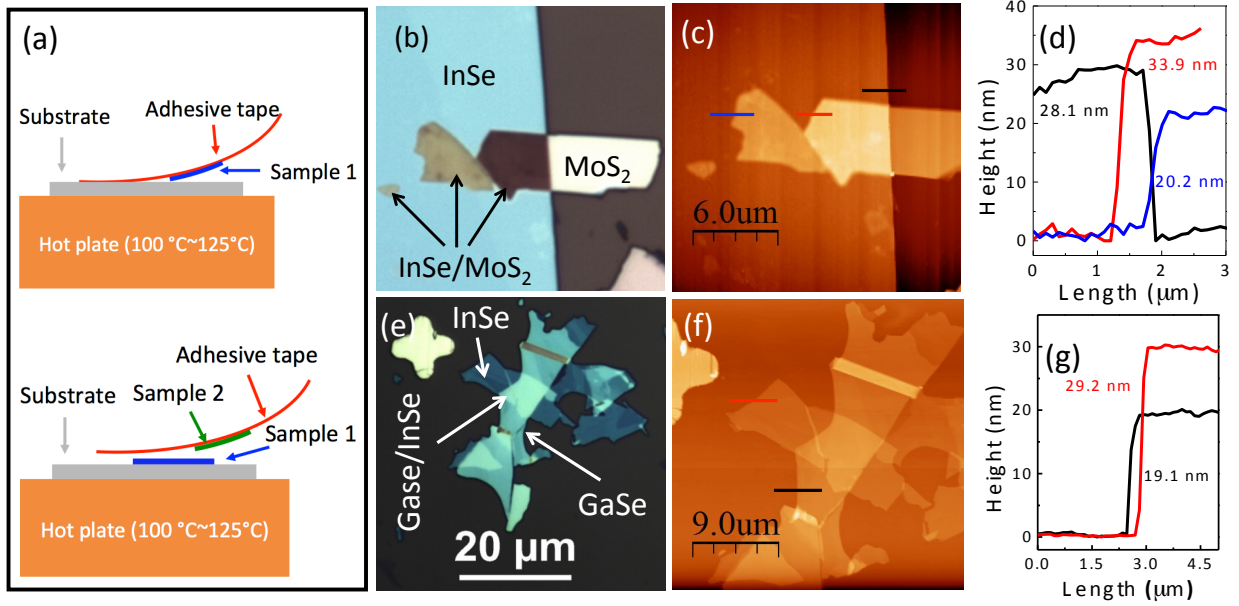 (a)
Substrate
Adhesive tape
Sample 1
Hot plate (100 °C~125°C)
Adhesive tape
Sample 2
Substrate
Sample 1
Hot plate (100 °C~125°C)
(b)
InSe
MoS₂
InSe/MoS₂
(c)
6.0um
(d)
Height (nm)
40
30
20
10
0
33.9 nm
28.1 nm
20.2 nm
0 1 2 3
Length (μm)
(e)
InSe
Gase/InSe
GaSe
20 μm
(f)
9.0um
(g)
Height (nm)
30
20
10
0
29.2 nm
19.1 nm
0.0 1.5 3.0 4.5
Length (μm)